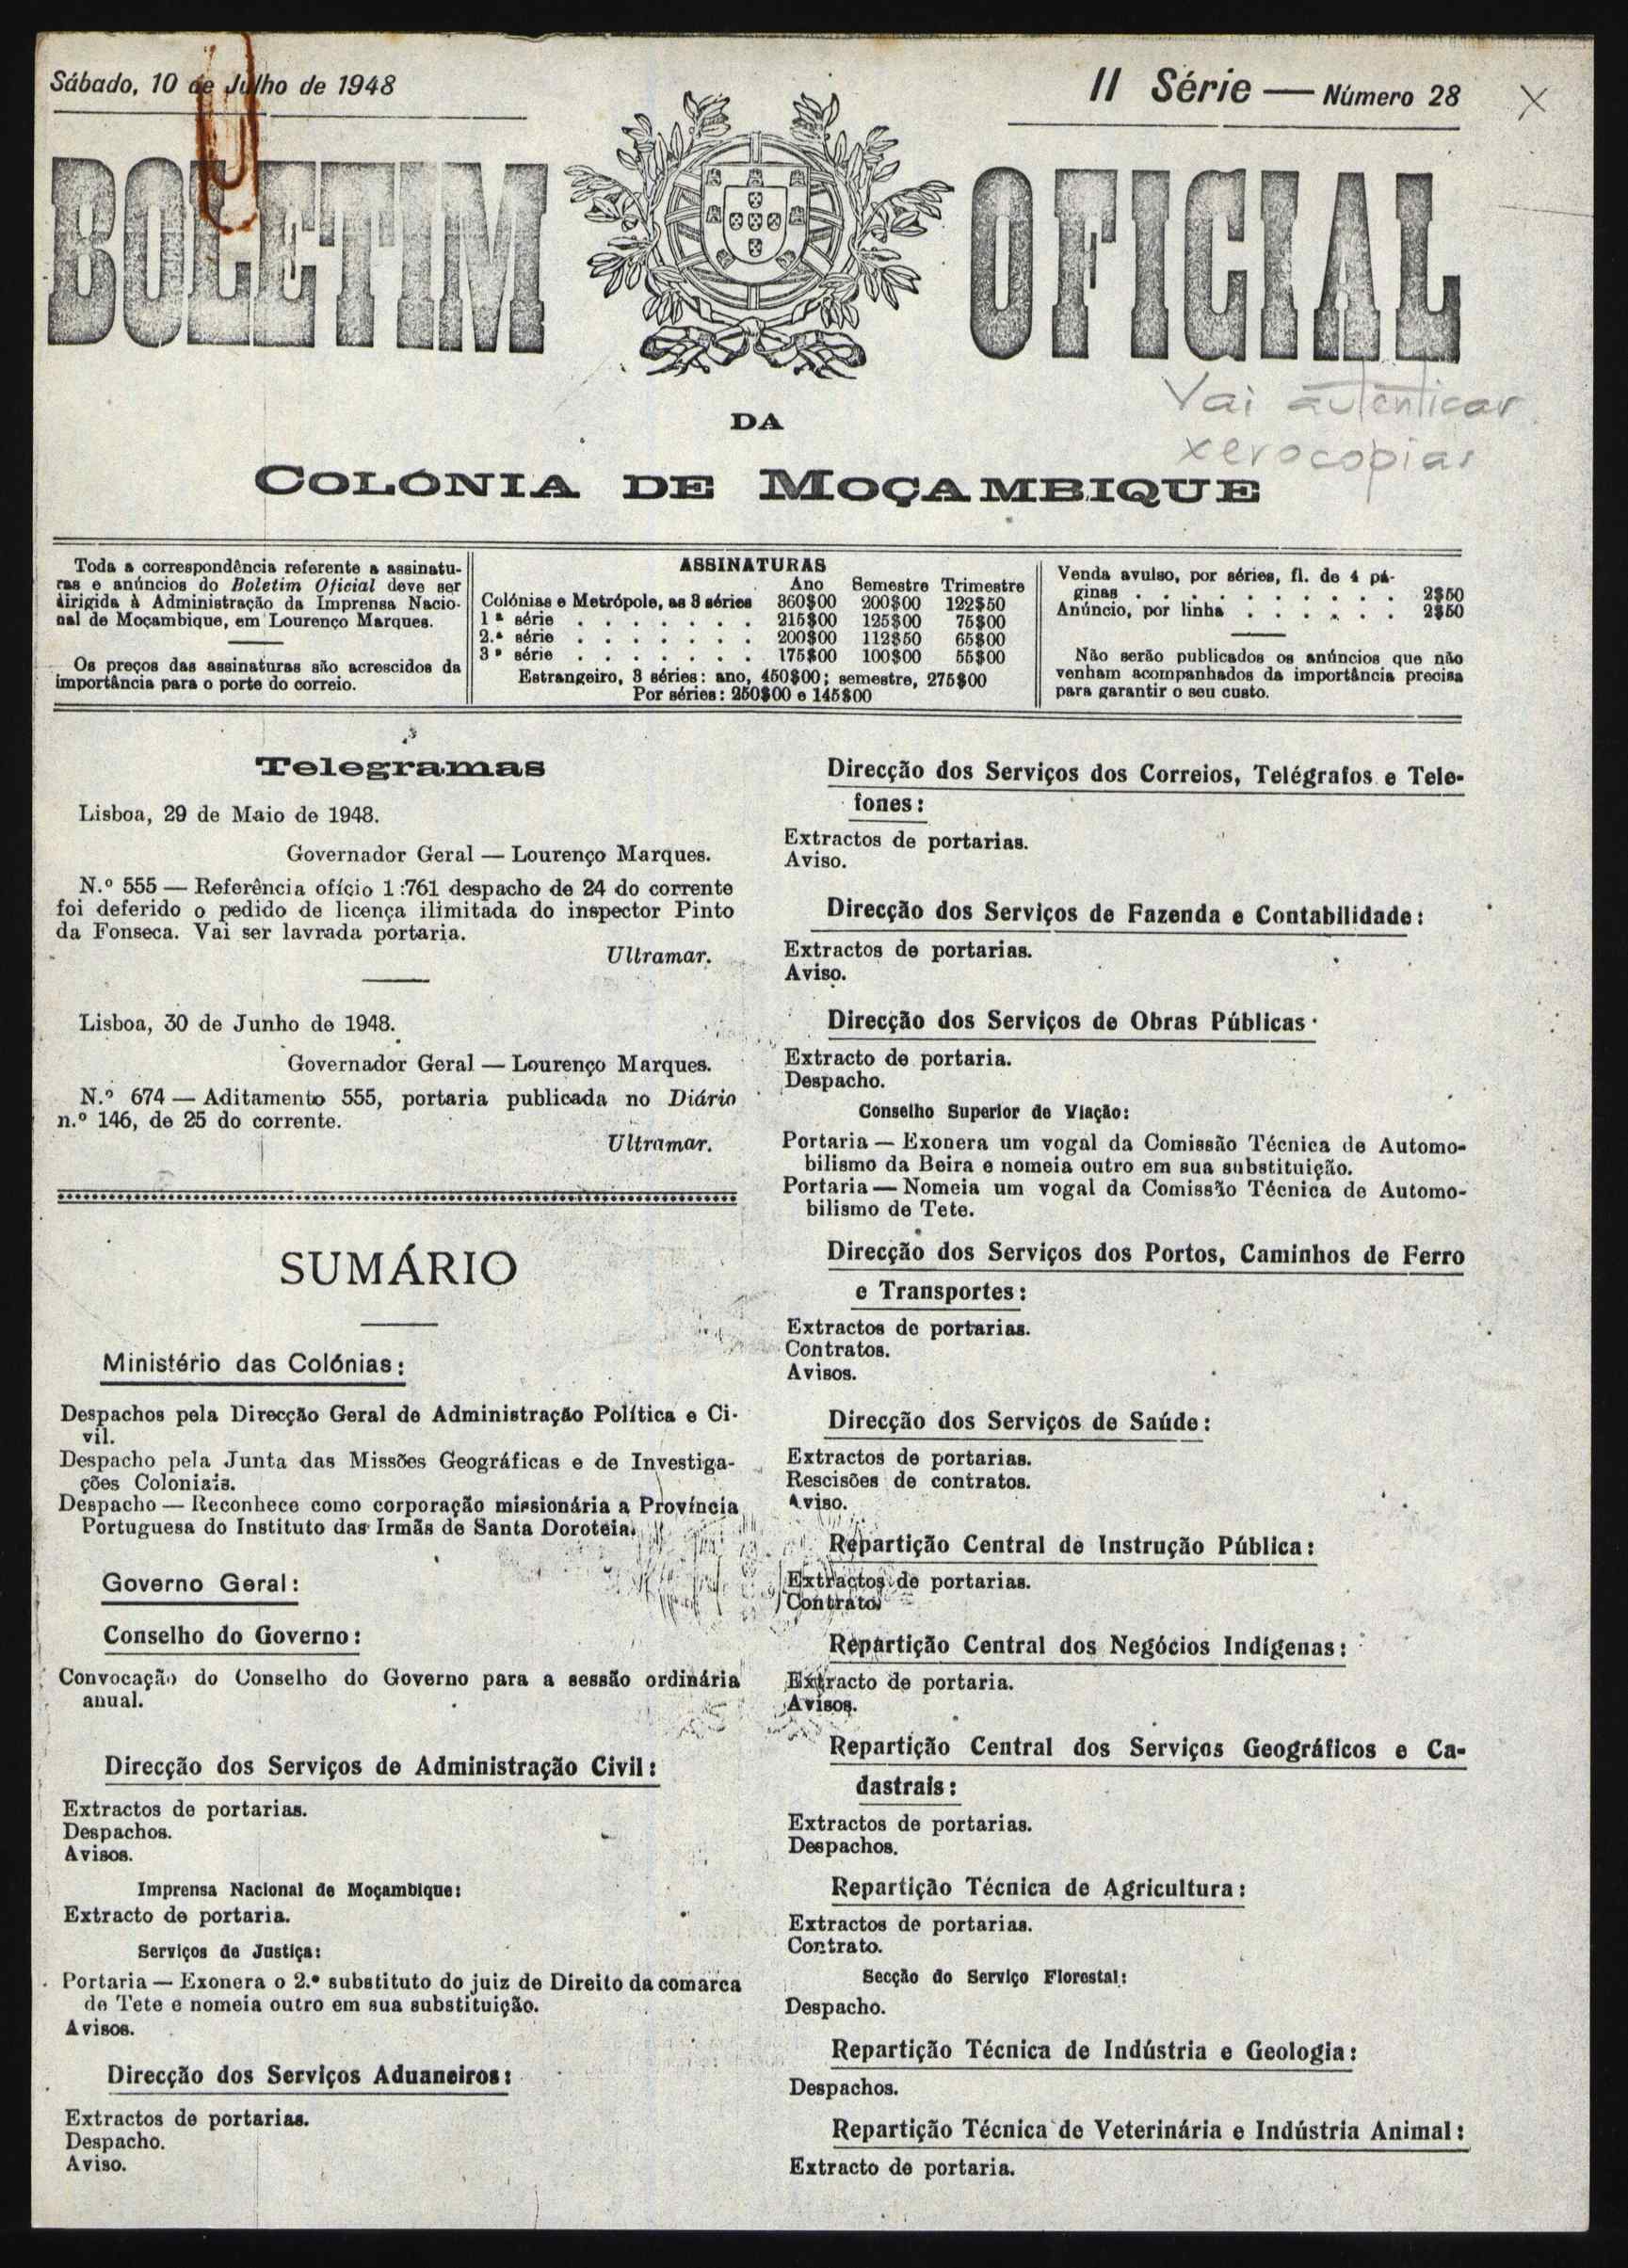 Sábado, 10 de Julho de 1948
II Série — Número 28
X
BOLETIM OFICIAL
Vai autenticar
xerocopias
DA
COLÓNIA DE MOÇAMBIQUE
Toda a correspondência referente a assinatu-
ras e anúncios do Boletim Oficial deve ser
dirigida à Administração da Imprensa Nacio-
nal de Moçambique, em Lourenço Marques.
Os preços das assinaturas são acrescidos da
importância para o porte do correio.
ASSINATURAS
Ano Semestre Trimestre
Colónias e Metrópole, as 3 séries 360$00 200$00 122$50
1.ª série . . . . . . . 215$00 125$00 75$00
2.ª série . . . . . . . 200$00 112$50 65$00
3.ª série . . . . . . . 175$00 100$00 55$00
Estrangeiro, 3 séries: ano, 450$00; semestre, 275$00
Por séries: 250$00 e 145$00
Venda avulso, por séries, fl. de 4 pá-
ginas . . . . . . . . . . 2$50
Anúncio, por linha . . . . . . 2$50
Não serão publicados os anúncios que não
venham acompanhados da importância precisa
para garantir o seu custo.
Telegramas
Lisboa, 29 de Maio de 1948.
Governador Geral — Lourenço Marques.
N.º 555 — Referência ofício 1:761 despacho de 24 do corrente
foi deferido o pedido de licença ilimitada do inspector Pinto
da Fonseca. Vai ser lavrada portaria.
Ultramar.
Lisboa, 30 de Junho de 1948.
Governador Geral — Lourenço Marques.
N.º 674 — Aditamento 555, portaria publicada no Diário
n.º 146, de 25 do corrente.
Ultramar.
SUMÁRIO
Ministério das Colónias:
Despachos pela Direcção Geral de Administração Política e Ci-
vil.
Despacho pela Junta das Missões Geográficas e de Investiga-
ções Coloniais.
Despacho — Reconhece como corporação missionária a Província
Portuguesa do Instituto das Irmãs de Santa Doroteia.
Governo Geral:
Conselho do Governo:
Convocação do Conselho do Governo para a sessão ordinária
anual.
Direcção dos Serviços de Administração Civil:
Extractos de portarias.
Despachos.
Avisos.
Imprensa Nacional de Moçambique:
Extracto de portaria.
Serviços de Justiça:
Portaria — Exonera o 2.º substituto do juiz de Direito da comarca
de Tete e nomeia outro em sua substituição.
Avisos.
Direcção dos Serviços Aduaneiros:
Extractos de portarias.
Despacho.
Aviso.
Direcção dos Serviços dos Correios, Telégrafos e Tele-
fones:
Extractos de portarias.
Aviso.
Direcção dos Serviços de Fazenda e Contabilidade:
Extractos de portarias.
Aviso.
Direcção dos Serviços de Obras Públicas:
Extracto de portaria.
Despacho.
Conselho Superior de Viação:
Portaria — Exonera um vogal da Comissão Técnica de Automo-
bilismo da Beira e nomeia outro em sua substituição.
Portaria — Nomeia um vogal da Comissão Técnica de Automo-
bilismo de Tete.
Direcção dos Serviços dos Portos, Caminhos de Ferro
e Transportes:
Extractos de portarias.
Contratos.
Avisos.
Direcção dos Serviços de Saúde:
Extractos de portarias.
Rescisões de contratos.
Aviso.
Repartição Central de Instrução Pública:
Extractos de portarias.
Contrato.
Repartição Central dos Negócios Indígenas:
Extracto de portaria.
Avisos.
Repartição Central dos Serviços Geográficos e Ca-
dastrais:
Extractos de portarias.
Despachos.
Repartição Técnica de Agricultura:
Extractos de portarias.
Contrato.
Secção do Serviço Florestal:
Despacho.
Repartição Técnica de Indústria e Geologia:
Despachos.
Repartição Técnica de Veterinária e Indústria Animal:
Extracto de portaria.